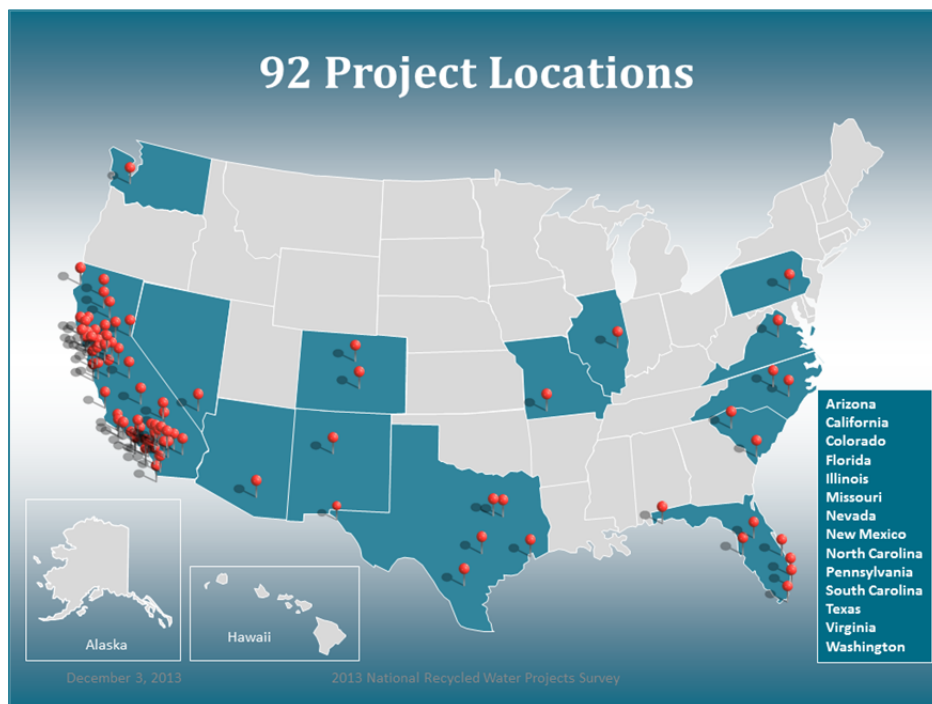 92 Project Locations
Arizona
California
Colorado
Florida
Illinois
Missouri
Nevada
New Mexico
North Carolina
Pennsylvania
South Carolina
Texas
Virginia
Washington
Alaska
Hawaii
December 3, 2013
2013 National Recycled Water Projects Survey